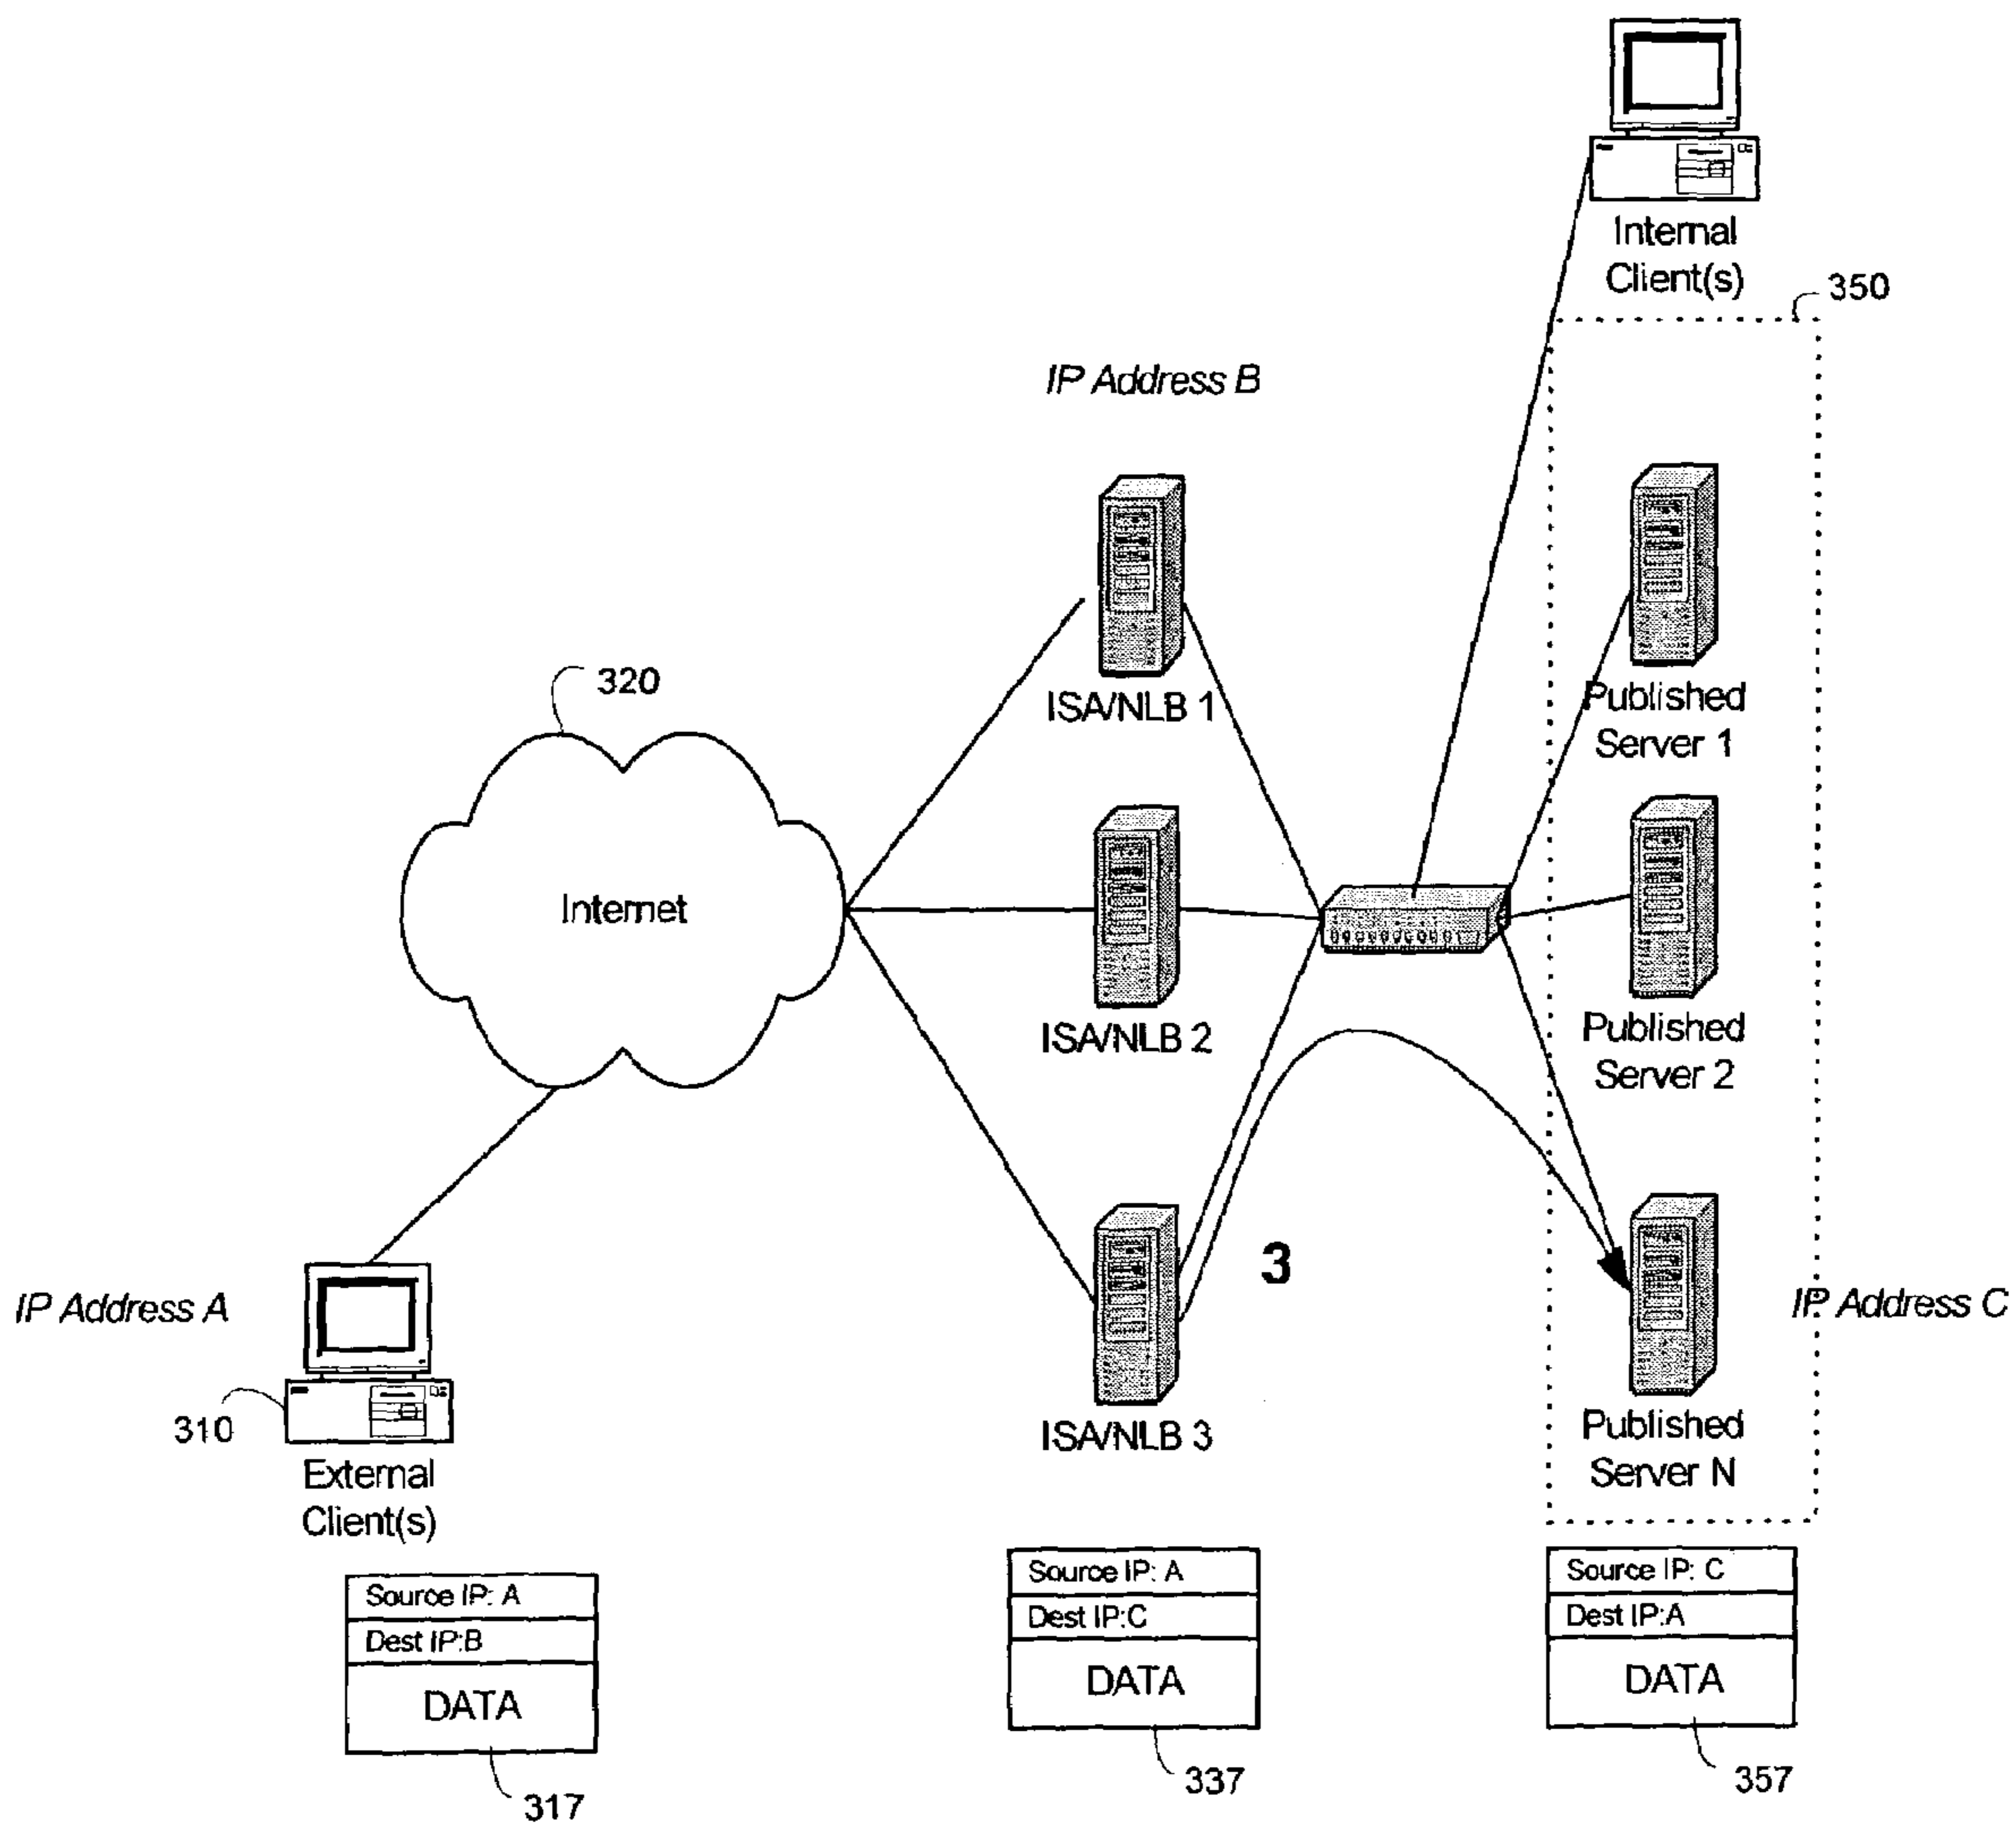 Internal
Client(s)
350
IP Address B
320
ISA/NLB 1
Published
Server 1
Internet
ISA/NLB 2
Published
Server 2
3
IP Address A
IP Address C
310
ISA/NLB 3
Published
Server N
External
Client(s)
Source IP: A
Dest IP:B
DATA
317
Source IP: A
Dest IP:C
DATA
337
Source IP: C
Dest IP:A
DATA
357